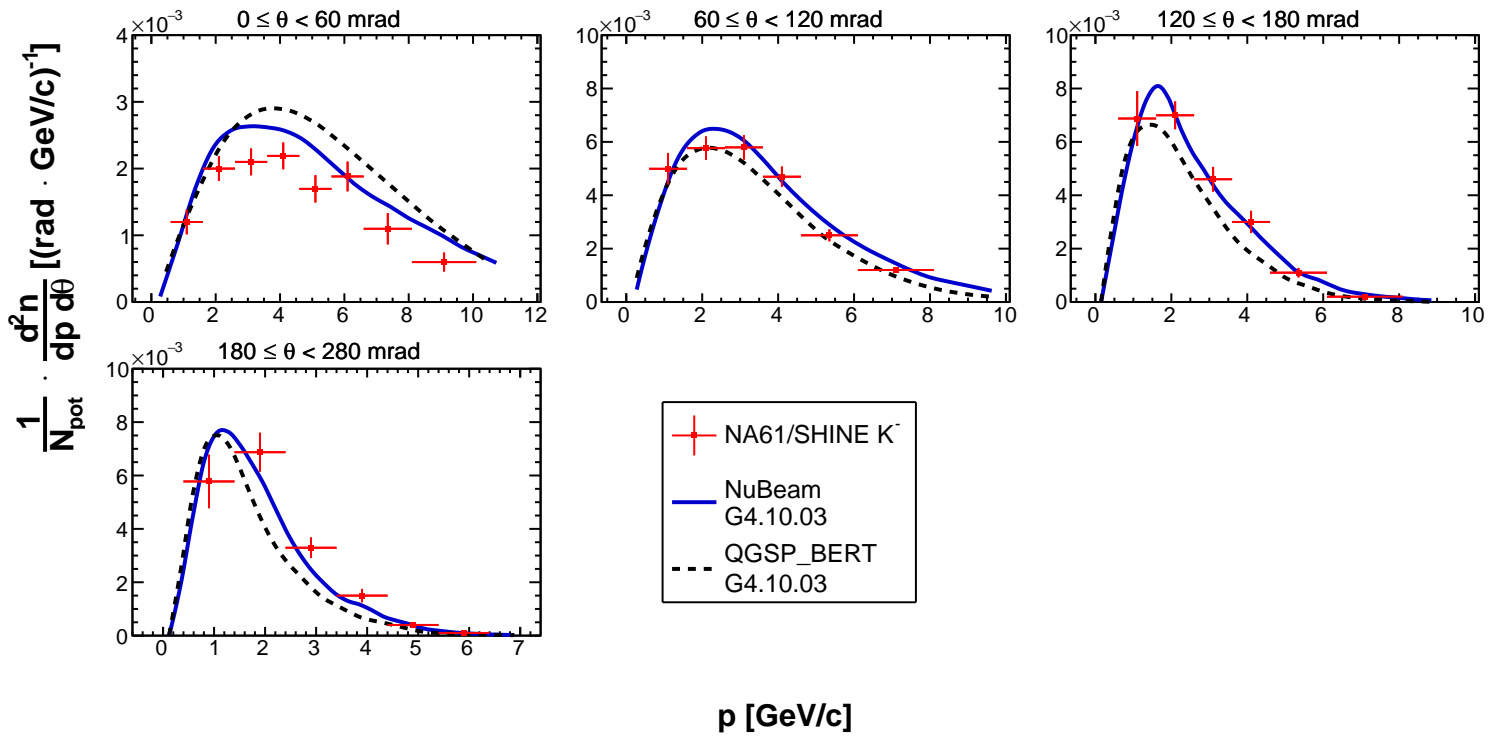 ×10⁻³ 0 ≤ θ < 60 mrad
4
3
2
1
0
0 2 4 6 8 10 12
×10⁻³ 60 ≤ θ < 120 mrad
10
8
6
4
2
0
0 2 4 6 8 10
×10⁻³ 120 ≤ θ < 180 mrad
10
8
6
4
2
0
0 2 4 6 8 10
1/N_pot · d²n/dp dθ [(rad · GeV/c)⁻¹]
×10⁻³ 180 ≤ θ < 280 mrad
10
8
6
4
2
0
0 1 2 3 4 5 6 7
NA61/SHINE K⁻
NuBeam
G4.10.03
QGSP_BERT
G4.10.03
p [GeV/c]